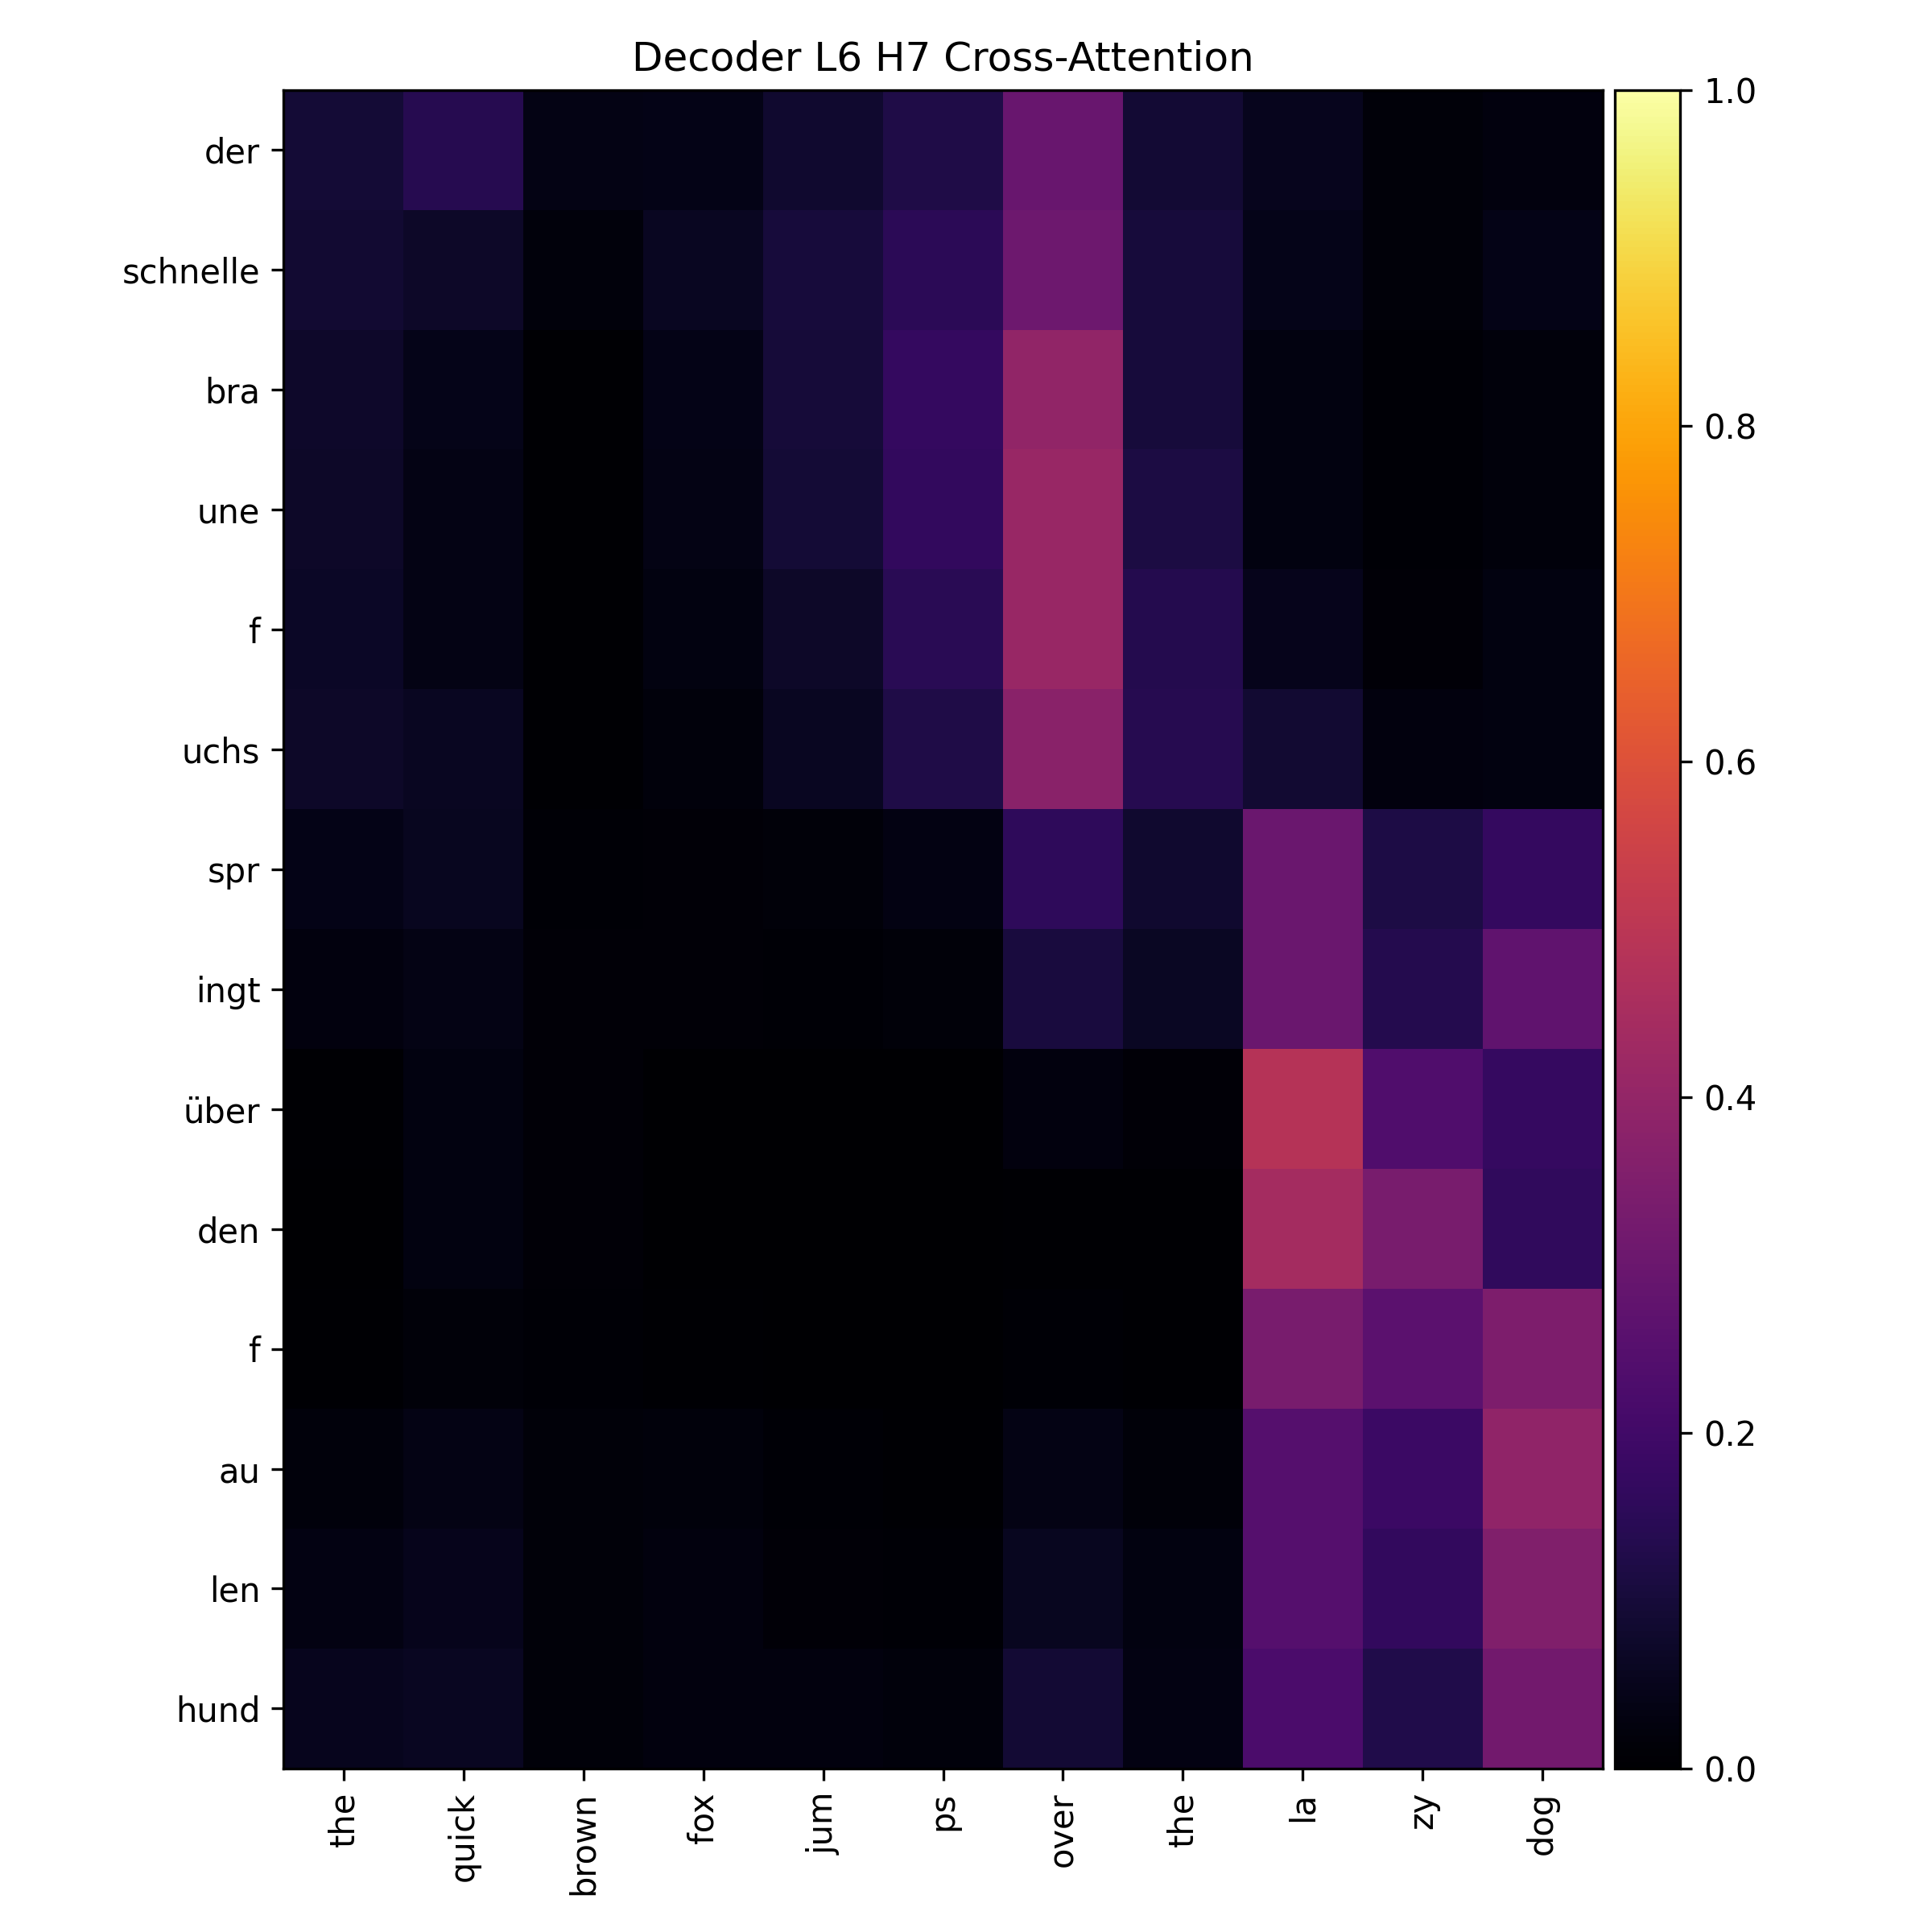 Decoder L6 H7 Cross-Attention
der
schnelle
bra
une
f
uchs
spr
ingt
über
den
f
au
len
hund
the
quick
brown
fox
jum
ps
over
the
la
zy
dog
1.0
0.8
0.6
0.4
0.2
0.0